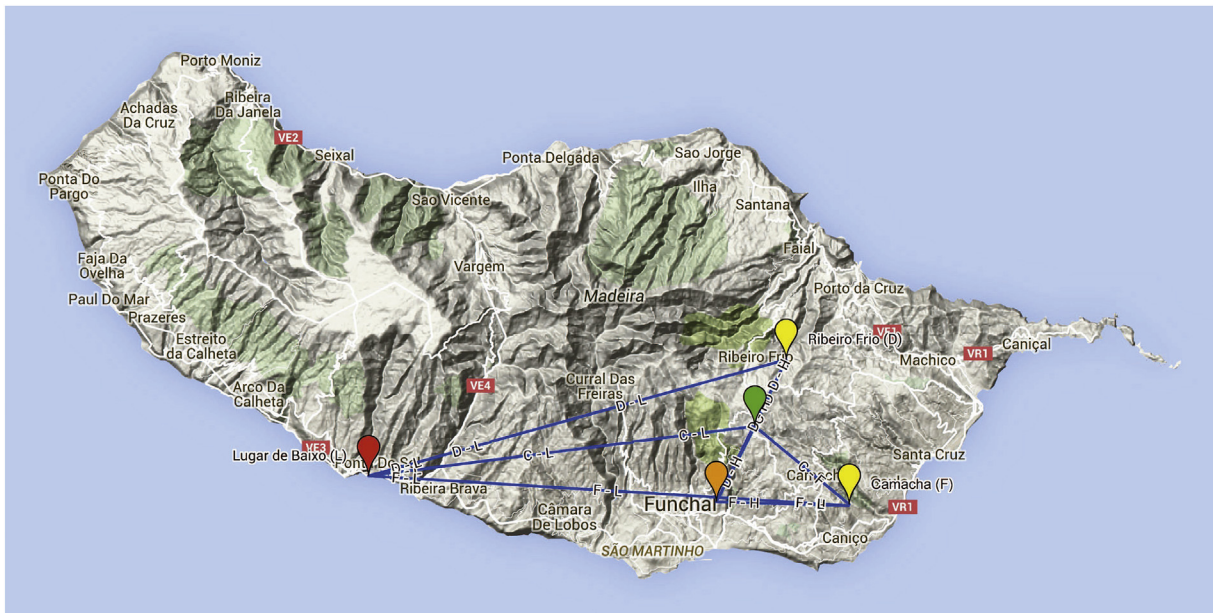 Porto Moniz
Ribeira
Da Janela
Achadas
Da Cruz
VE2
Seixal
Ponta Delgada
Sao Jorge
Ponta Do
Pargo
Ilha
Sao Vicente
Santana
Faial
Faja Da
Ovelha
Vargem
Porto da Cruz
Madeira
Paul Do Mar
Prazeres
VE1
Ribeiro Frio (D)
Estreito
da Calheta
Ribeiro Frio
Machico
VR1
Caniçal
Curral Das
Freiras
VE4
Arco Da
Calheta
D - H
D - L
C - L
D - L
C - L
VE3
Lugar de Baixo (L)
Santa Cruz
D - H
C - F
Camacha (F)
F - L
Ribeira Brava
F - L
Funchal
F - H
F - L
VR1
Câmara
De Lobos
Caniço
SÃO MARTINHO